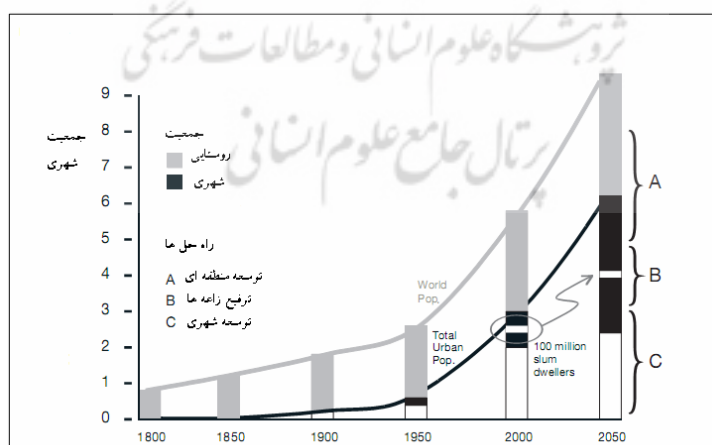 پژوهشگاه علوم انسانی و مطالعات فرهنگی
پرتال جامع علوم انسانی
جمعیت
شهری
9
8
7
6
5
4
3
2
1
0
جمعیت
روستایی
شهری
راه حل ها
A توسعه منطقه ای
B ترفیع زاعه ها
C توسعه شهری
World
Pop.
Total
Urban
Pop.
100 million
slum
dwellers
A
B
C
1800
1850
1900
1950
2000
2050